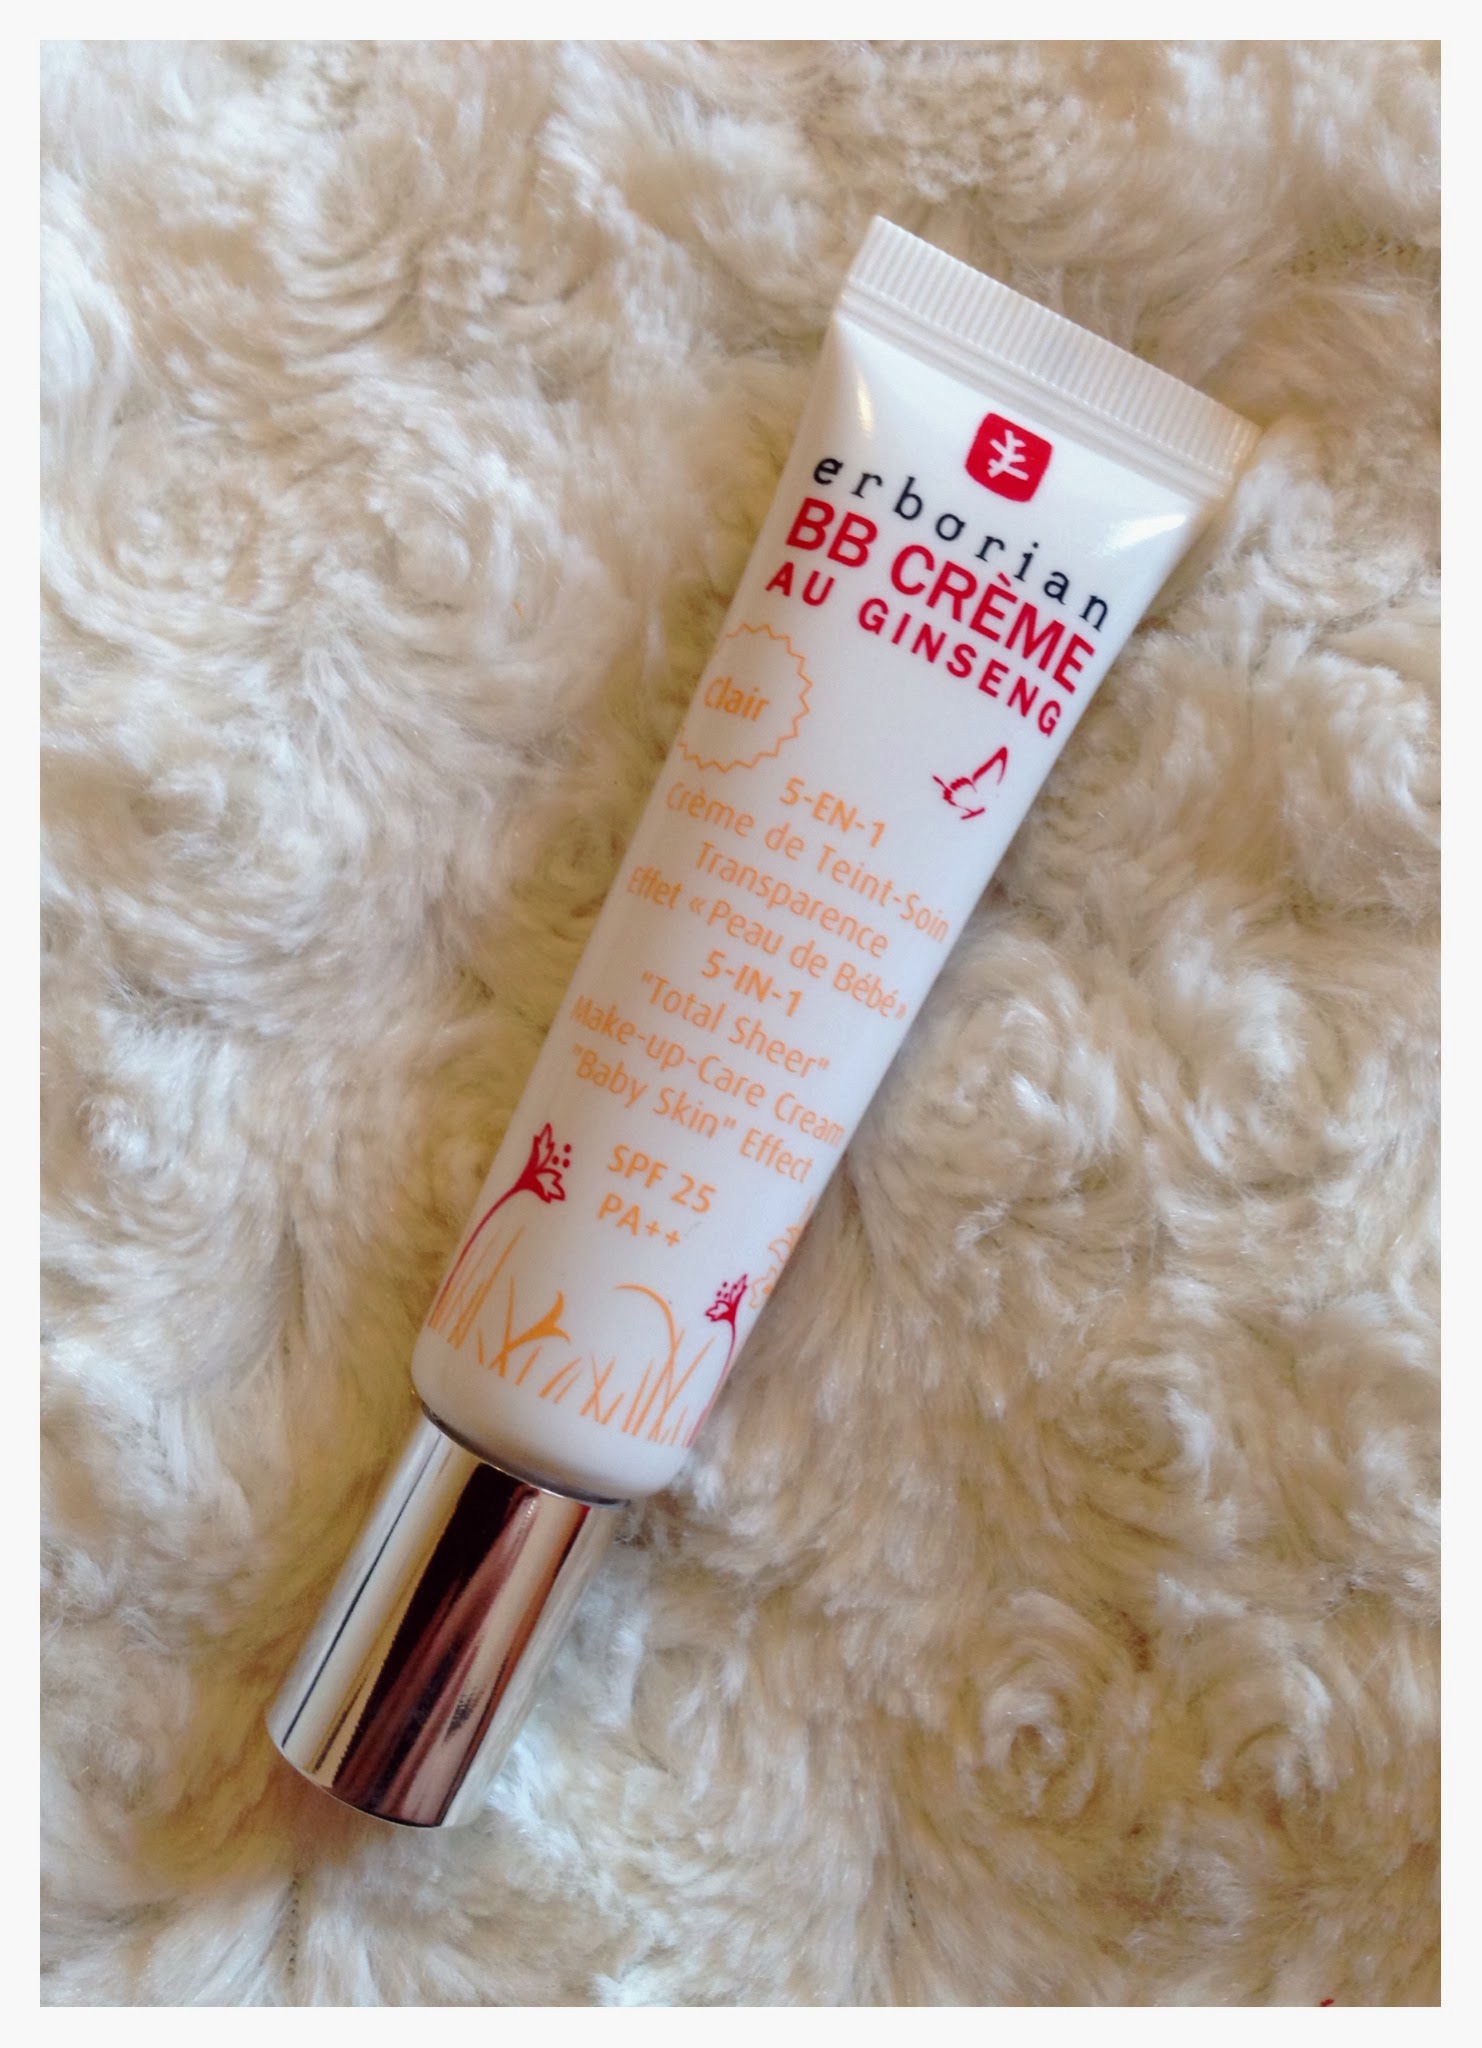 erborian
BB CRÈME
AU GINSENG
Clair
5-EN-1
Crème de Teint-Soin
Transparence
Effet « Peau de Bébé »
5-IN-1
"Total Sheer"
Make-up-Care Cream
"Baby Skin" Effect
SPF 25
PA++